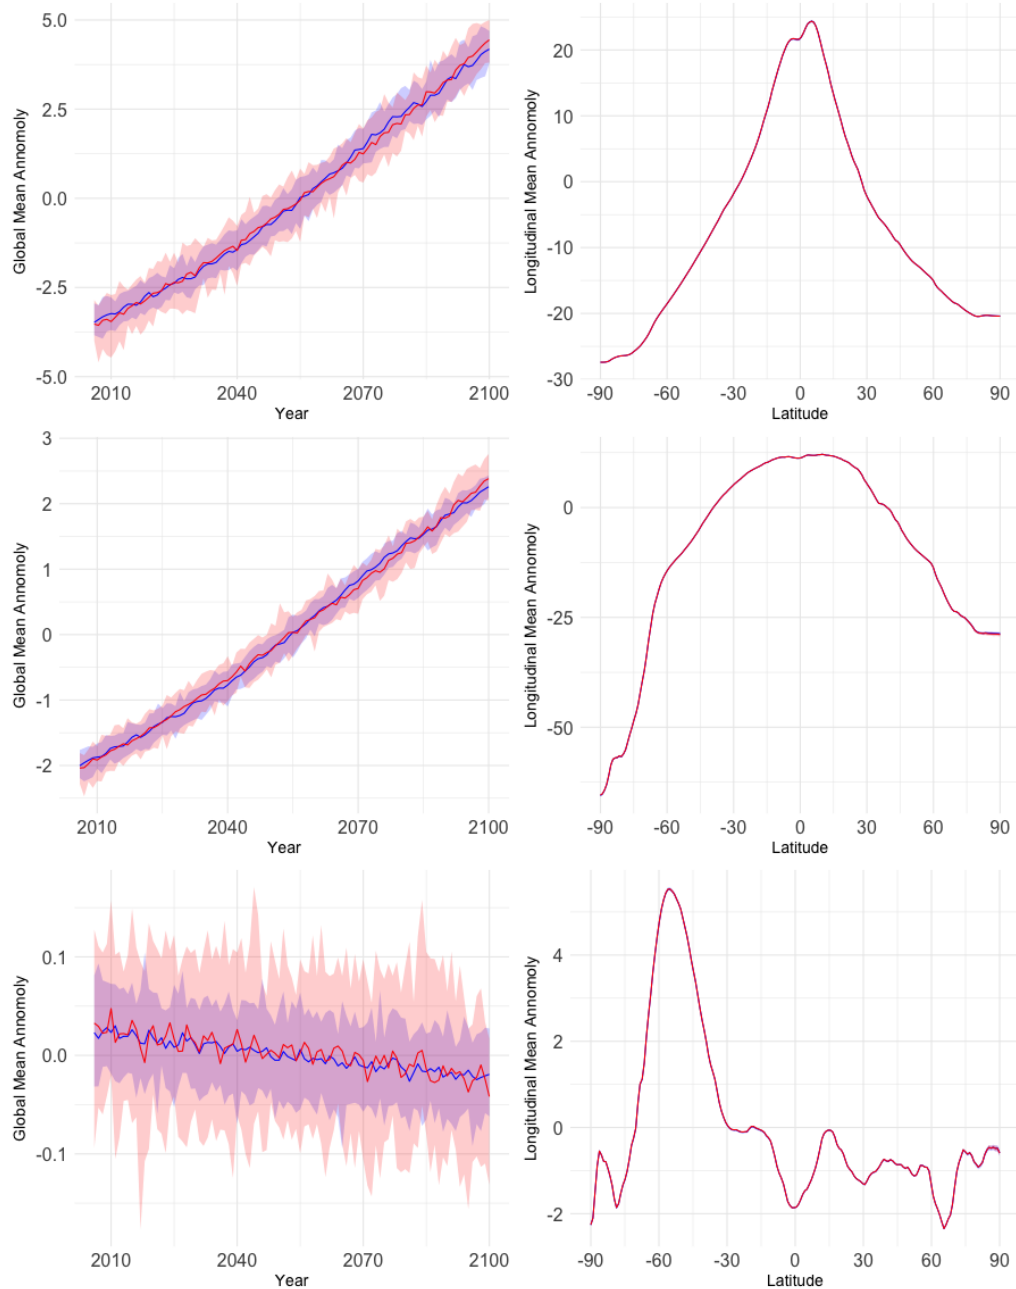 Global Mean Annomoly
5.0
2.5
0.0
-2.5
-5.0
2010 2040 2070 2100
Year
Longitudinal Mean Annomoly
20
10
0
-10
-20
-30
-90 -60 -30 0 30 60 90
Latitude
Global Mean Annomoly
3
2
1
0
-1
-2
2010 2040 2070 2100
Year
Longitudinal Mean Annomoly
0
-25
-50
-90 -60 -30 0 30 60 90
Latitude
Global Mean Annomoly
0.1
0.0
-0.1
2010 2040 2070 2100
Year
Longitudinal Mean Annomoly
4
2
0
-2
-90 -60 -30 0 30 60 90
Latitude